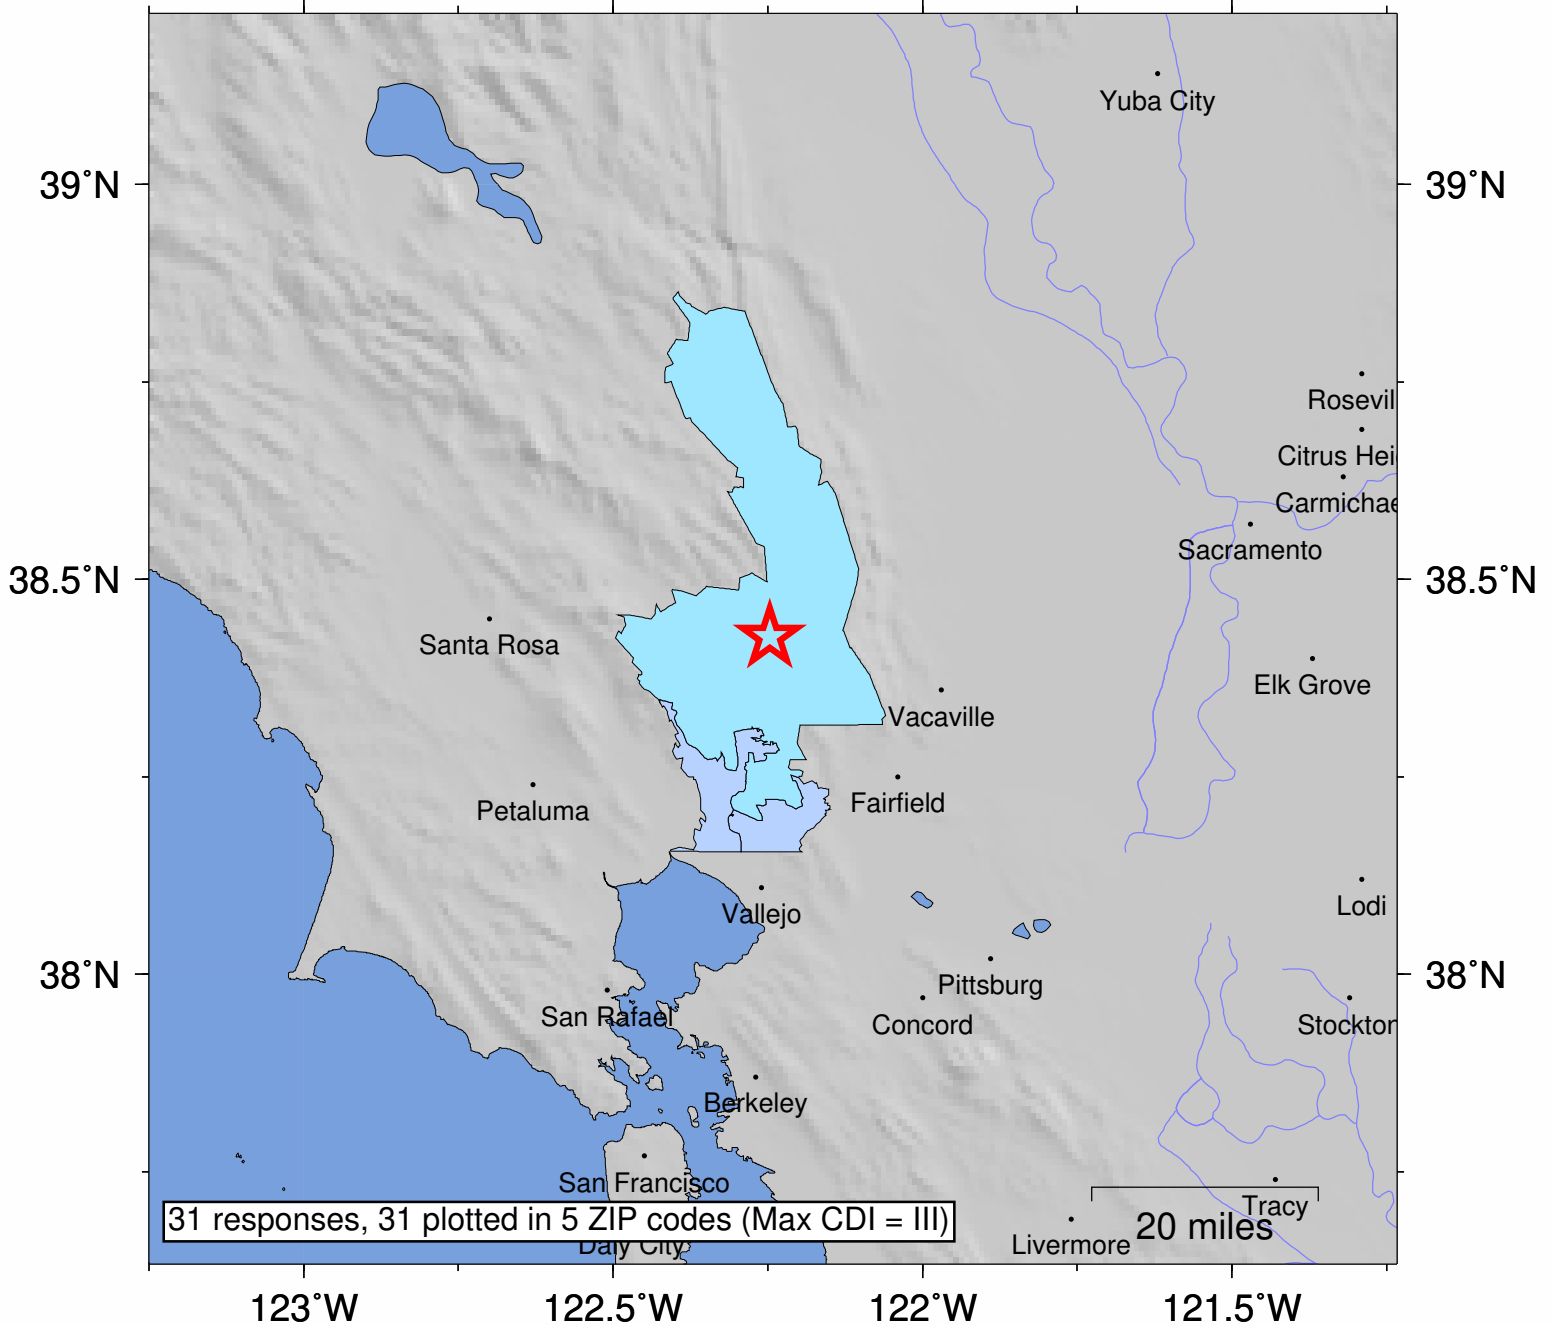 Yuba City
39°N
39°N
Rosevil
Citrus Hei
Carmichae
Sacramento
38.5°N
38.5°N
Santa Rosa
Elk Grove
Vacaville
Petaluma
Fairfield
Vallejo
Lodi
38°N
38°N
Pittsburg
San Rafael
Concord
Stockton
Berkeley
San Francisco
Tracy
31 responses, 31 plotted in 5 ZIP codes (Max CDI = III)
20 miles
Daly City
Livermore
123°W
122.5°W
122°W
121.5°W